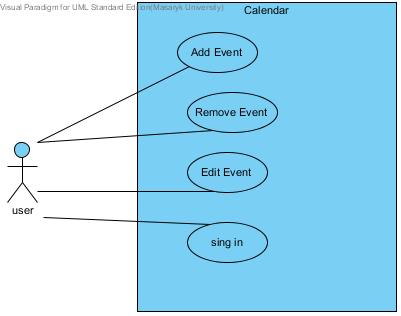 Visual Paradigm for UML Standard Edition(Masaryk University)
Calendar
Add Event
Remove Event
Edit Event
user
sing in